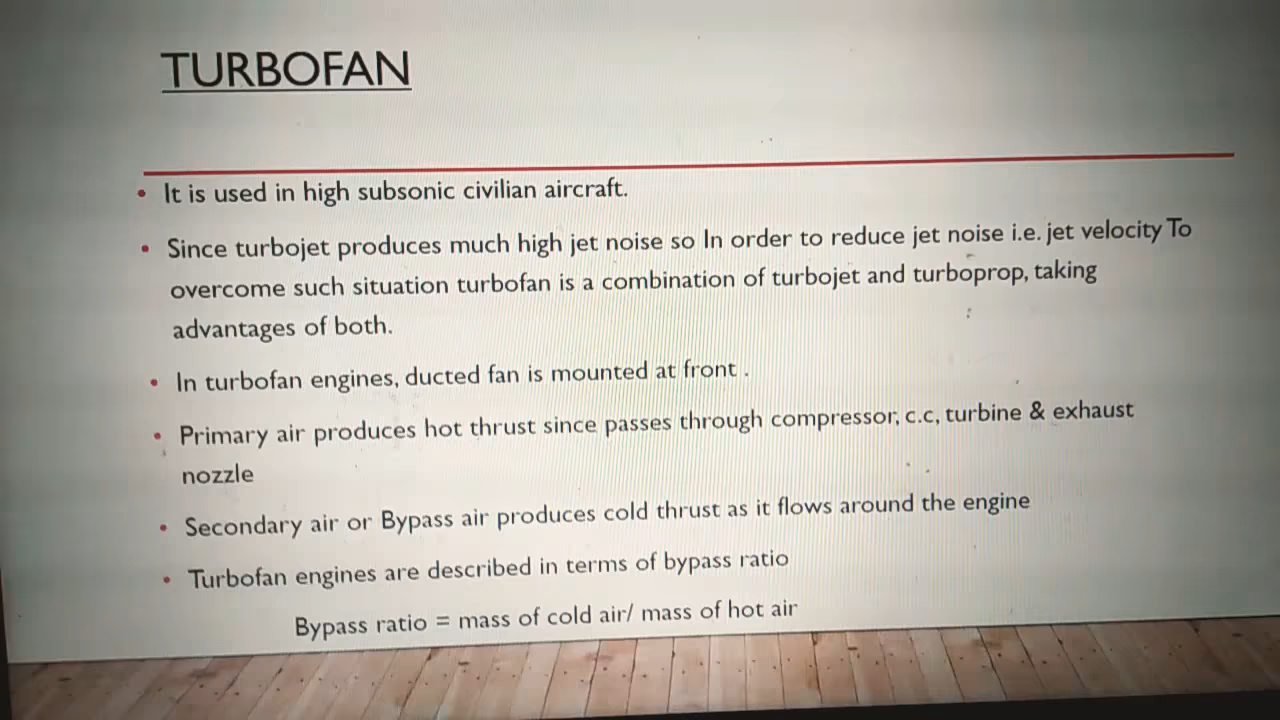 TURBOFAN
• It is used in high subsonic civilian aircraft.
• Since turbojet produces much high jet noise so In order to reduce jet noise i.e. jet velocity To
overcome such situation turbofan is a combination of turbojet and turboprop, taking
advantages of both.
• In turbofan engines, ducted fan is mounted at front .
• Primary air produces hot thrust since passes through compressor, c.c, turbine & exhaust
nozzle
• Secondary air or Bypass air produces cold thrust as it flows around the engine
• Turbofan engines are described in terms of bypass ratio
Bypass ratio = mass of cold air/ mass of hot air